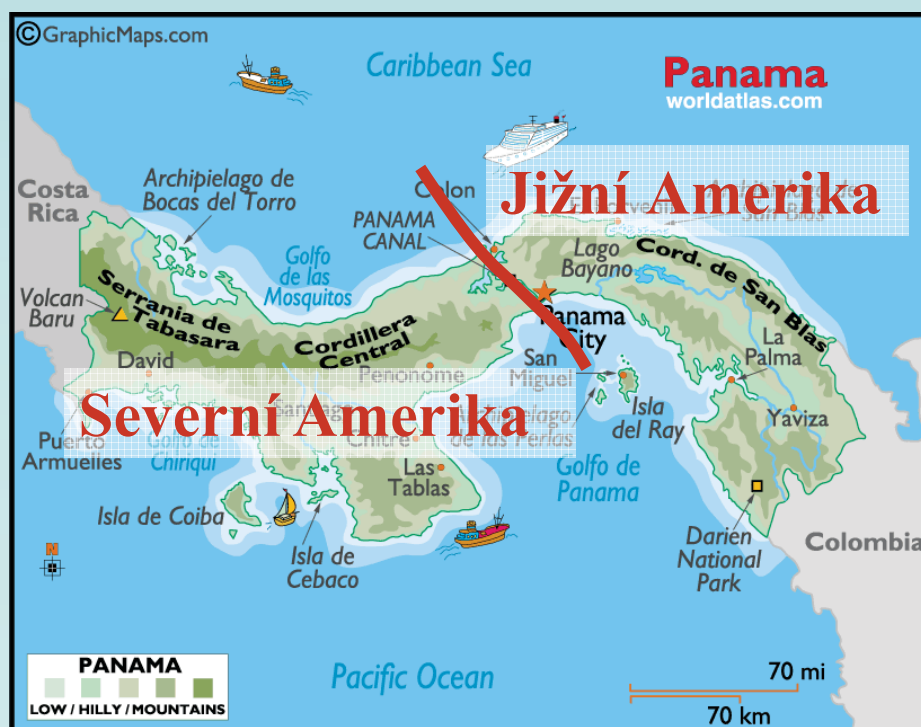 ©GraphicMaps.com
Caribbean Sea
Panama
worldatlas.com
Costa
Rica
Archipielago de
Bocas del Torro
Colon
Jižní Amerika
PANAMA
CANAL
Golfo
de las
Mosquitos
Lago
Bayano
Cord. de San Blas
Volcan
Baru
Serrania de
Tabasara
Cordillera
Central
Panama
City
La
Palma
David
Penonome
San
Miguel
Severní Amerika
Isla
del Ray
Yaviza
Puerto
Armuelles
Golfo de
Chiriqui
Chitre
Las
Tablas
Golfo de
Panama
Isla de Coiba
Isla de
Cebaco
Darien
National
Park
Colombia
N
PANAMA
LOW / HILLY / MOUNTAINS
Pacific Ocean
70 mi
70 km